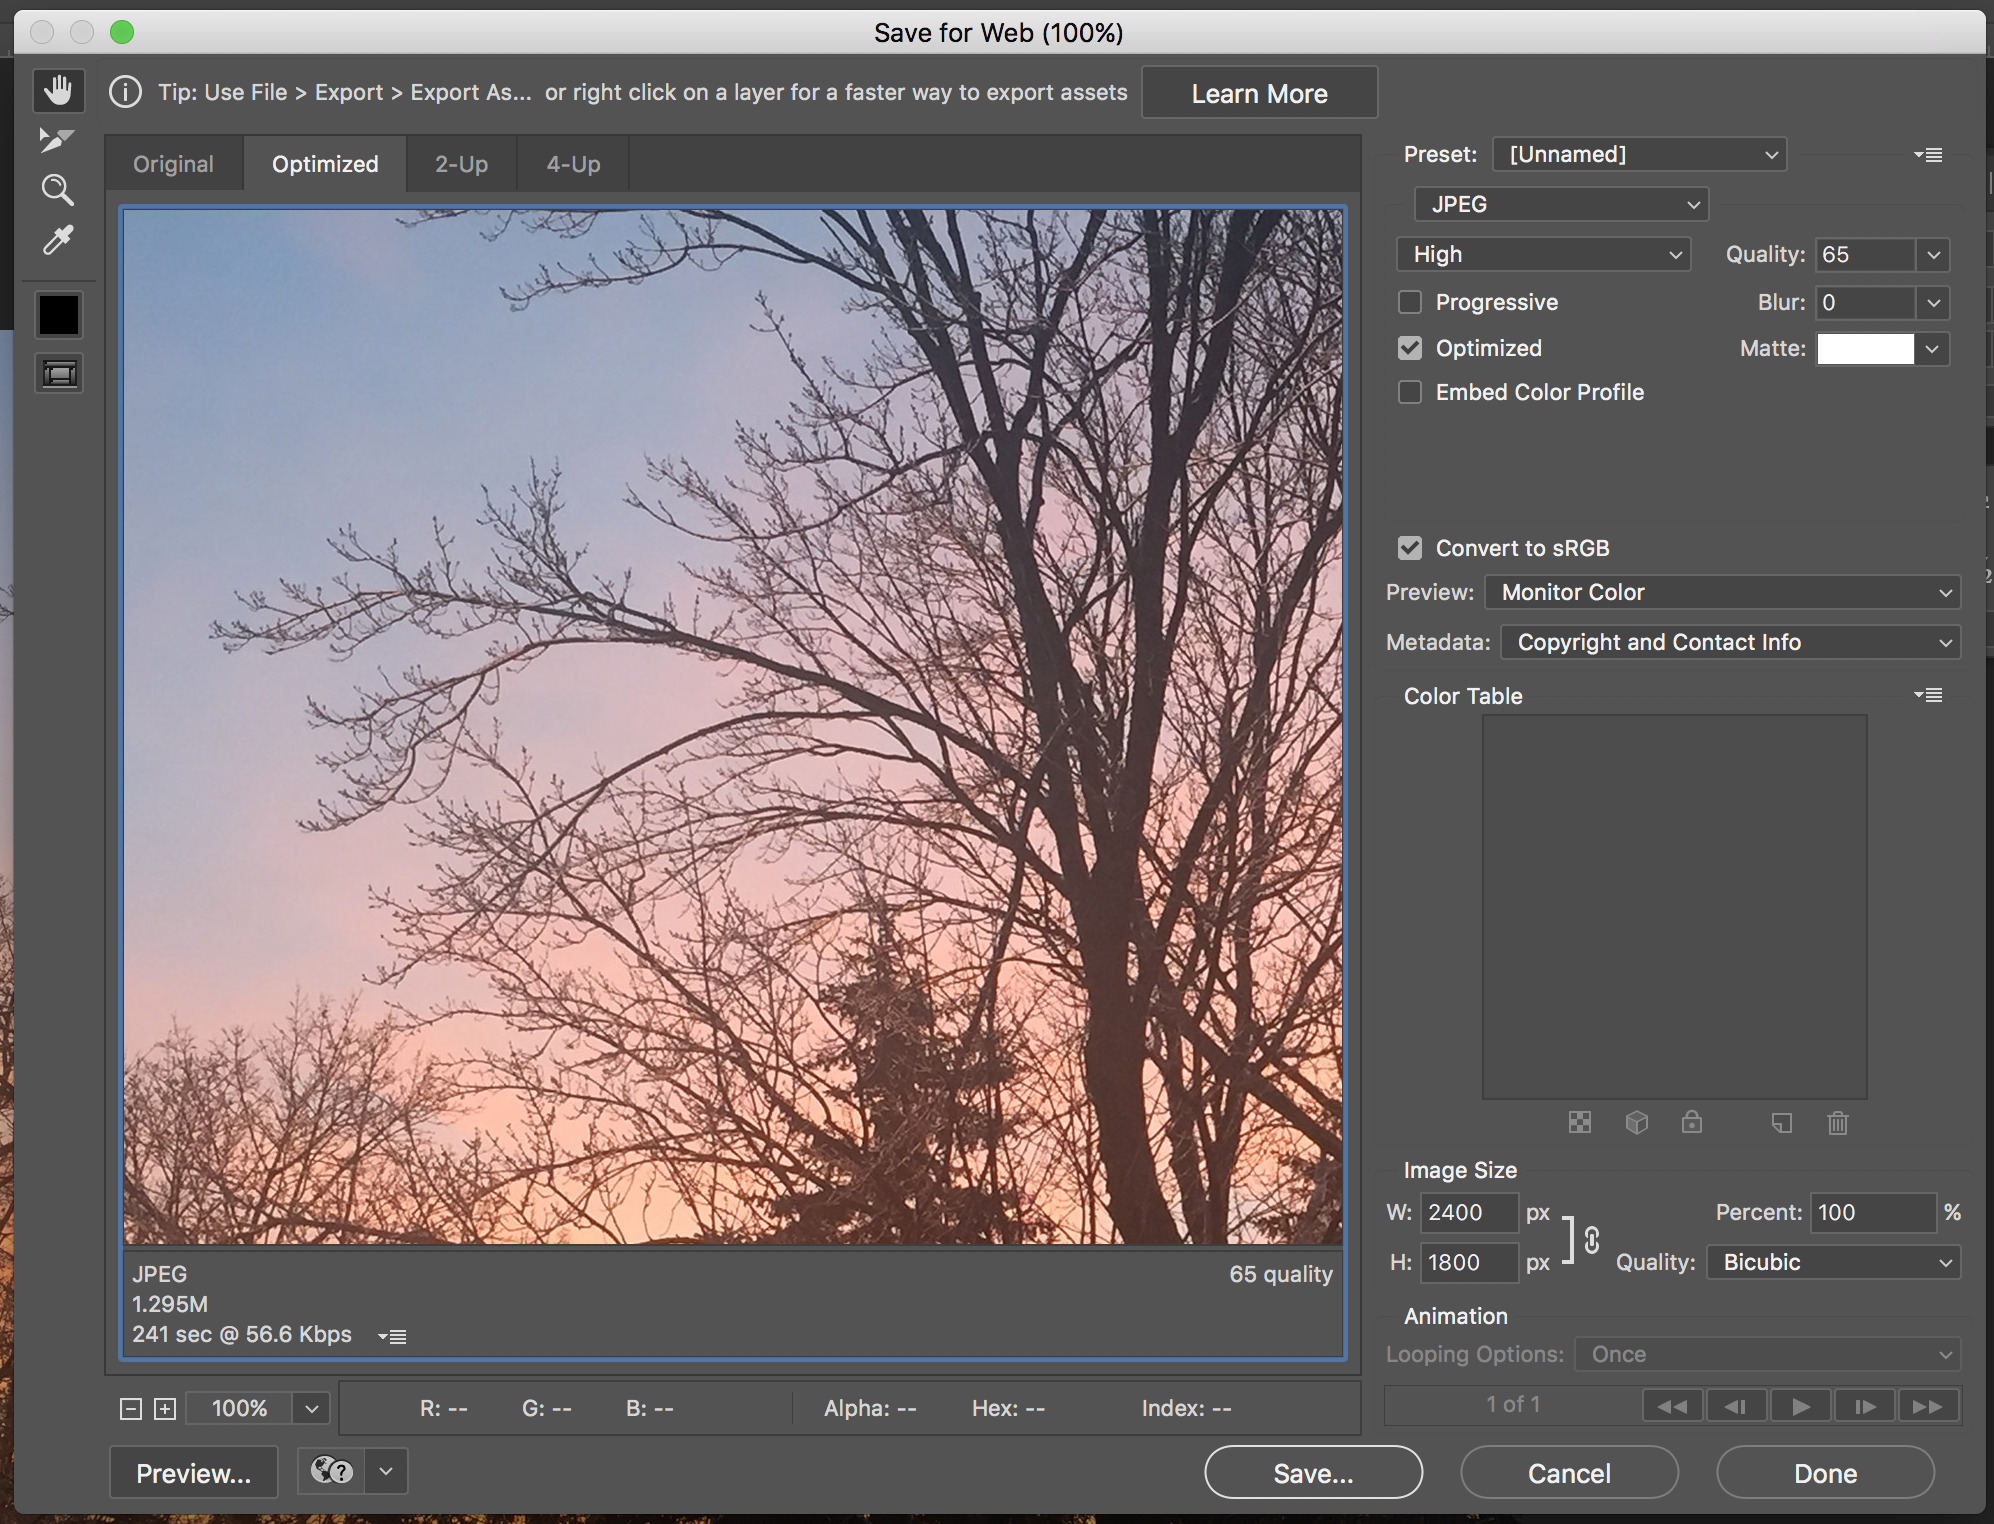 Save for Web (100%)
Tip: Use File > Export > Export As... or right click on a layer for a faster way to export assets
Learn More
Original
Optimized
2-Up
4-Up
Preset: [Unnamed]
JPEG
High
Quality: 65
Progressive
Blur: 0
Optimized
Matte:
Embed Color Profile
Convert to sRGB
Preview: Monitor Color
Metadata: Copyright and Contact Info
Color Table
Image Size
W: 2400 px
Percent: 100 %
H: 1800 px
Quality: Bicubic
Animation
Looping Options: Once
1 of 1
JPEG
65 quality
1.295M
241 sec @ 56.6 Kbps
100%
R: --
G: --
B: --
Alpha: --
Hex: --
Index: --
Preview...
Save...
Cancel
Done